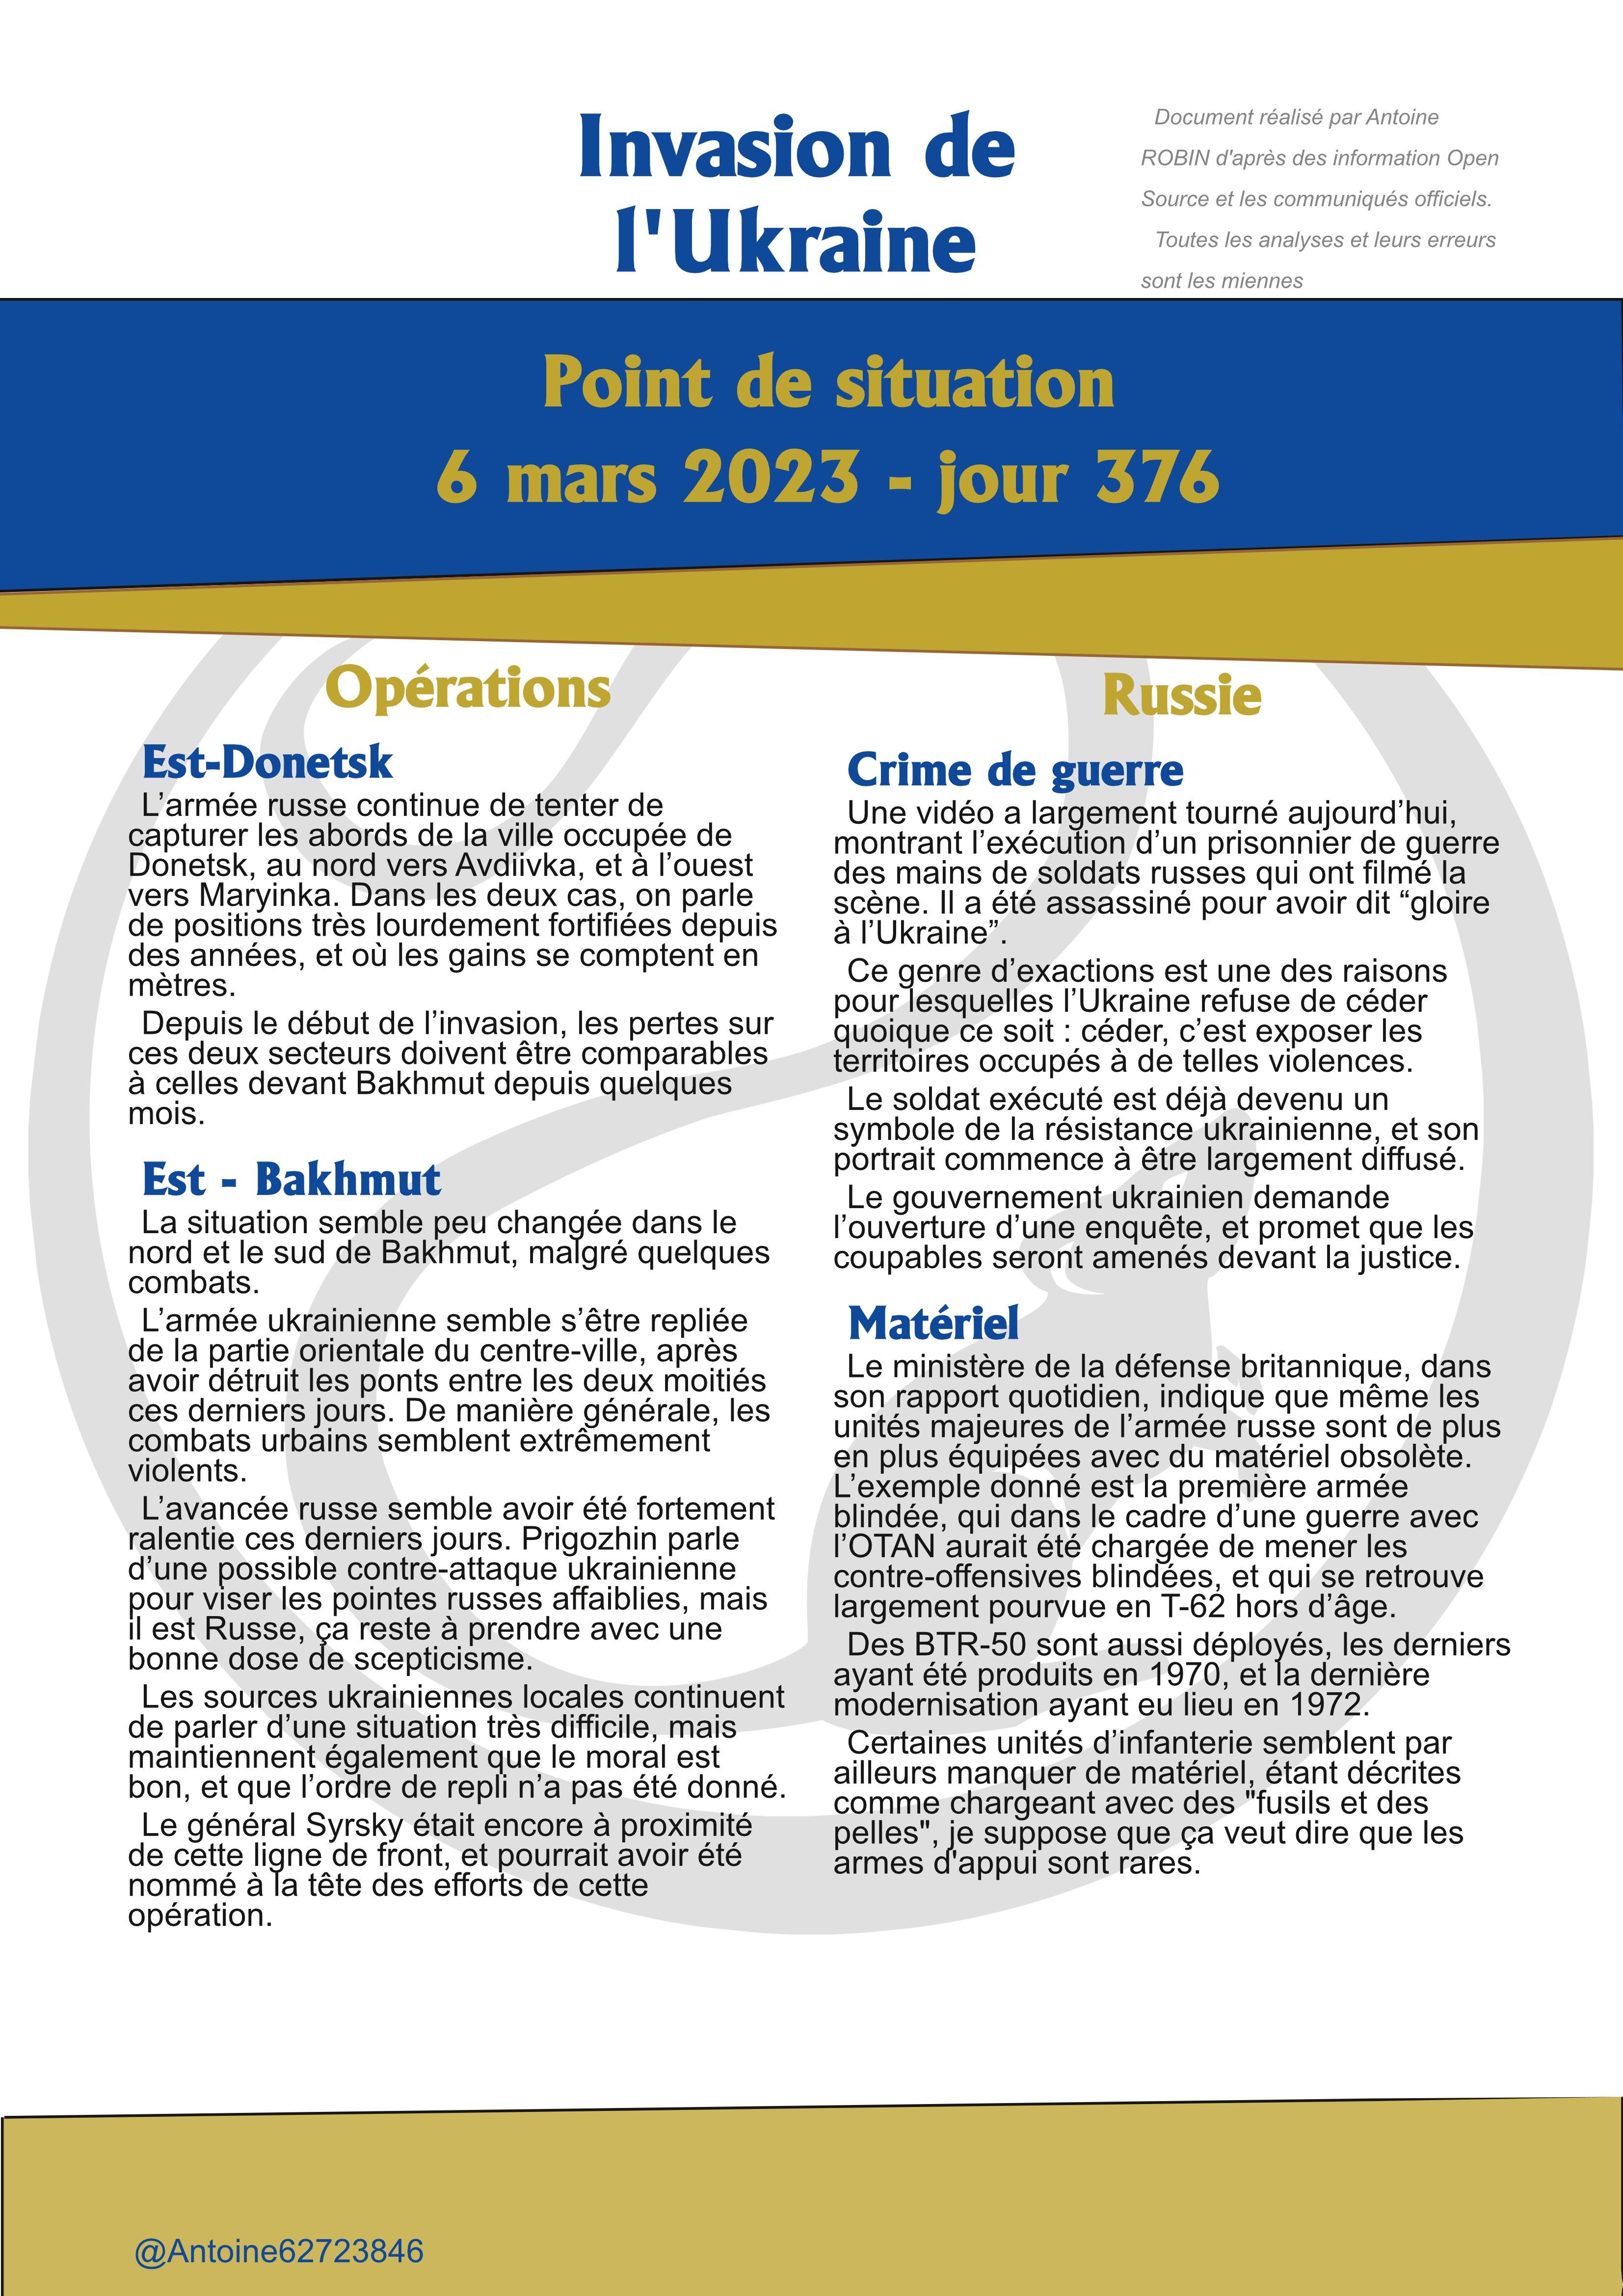 Invasion de
l'Ukraine
Document réalisé par Antoine
ROBIN d'après des information Open
Source et les communiqués officiels.
Toutes les analyses et leurs erreurs
sont les miennes
Point de situation
6 mars 2023 - jour 376
Opérations
Est-Donetsk
L’armée russe continue de tenter de
capturer les abords de la ville occupée de
Donetsk, au nord vers Avdiivka, et à l’ouest
vers Maryinka. Dans les deux cas, on parle
de positions très lourdement fortifiées depuis
des années, et où les gains se comptent en
mètres.
Depuis le début de l’invasion, les pertes sur
ces deux secteurs doivent être comparables
à celles devant Bakhmut depuis quelques
mois.
Est - Bakhmut
La situation semble peu changée dans le
nord et le sud de Bakhmut, malgré quelques
combats.
L’armée ukrainienne semble s’être repliée
de la partie orientale du centre-ville, après
avoir détruit les ponts entre les deux moitiés
ces derniers jours. De manière générale, les
combats urbains semblent extrêmement
violents.
L’avancée russe semble avoir été fortement
ralentie ces derniers jours. Prigozhin parle
d’une possible contre-attaque ukrainienne
pour viser les pointes russes affaiblies, mais
il est Russe, ça reste à prendre avec une
bonne dose de scepticisme.
Les sources ukrainiennes locales continuent
de parler d’une situation très difficile, mais
maintiennent également que le moral est
bon, et que l’ordre de repli n’a pas été donné.
Le général Syrsky était encore à proximité
de cette ligne de front, et pourrait avoir été
nommé à la tête des efforts de cette
opération.
Russie
Crime de guerre
Une vidéo a largement tourné aujourd’hui,
montrant l’exécution d’un prisonnier de guerre
des mains de soldats russes qui ont filmé la
scène. Il a été assassiné pour avoir dit “gloire
à l’Ukraine”.
Ce genre d’exactions est une des raisons
pour lesquelles l’Ukraine refuse de céder
quoique ce soit : céder, c’est exposer les
territoires occupés à de telles violences.
Le soldat exécuté est déjà devenu un
symbole de la résistance ukrainienne, et son
portrait commence à être largement diffusé.
Le gouvernement ukrainien demande
l’ouverture d’une enquête, et promet que les
coupables seront amenés devant la justice.
Matériel
Le ministère de la défense britannique, dans
son rapport quotidien, indique que même les
unités majeures de l’armée russe sont de plus
en plus équipées avec du matériel obsolète.
L’exemple donné est la première armée
blindée, qui dans le cadre d’une guerre avec
l’OTAN aurait été chargée de mener les
contre-offensives blindées, et qui se retrouve
largement pourvue en T-62 hors d’âge.
Des BTR-50 sont aussi déployés, les derniers
ayant été produits en 1970, et la dernière
modernisation ayant eu lieu en 1972.
Certaines unités d’infanterie semblent par
ailleurs manquer de matériel, étant décrites
comme chargeant avec des "fusils et des
pelles", je suppose que ça veut dire que les
armes d'appui sont rares.
@Antoine62723846